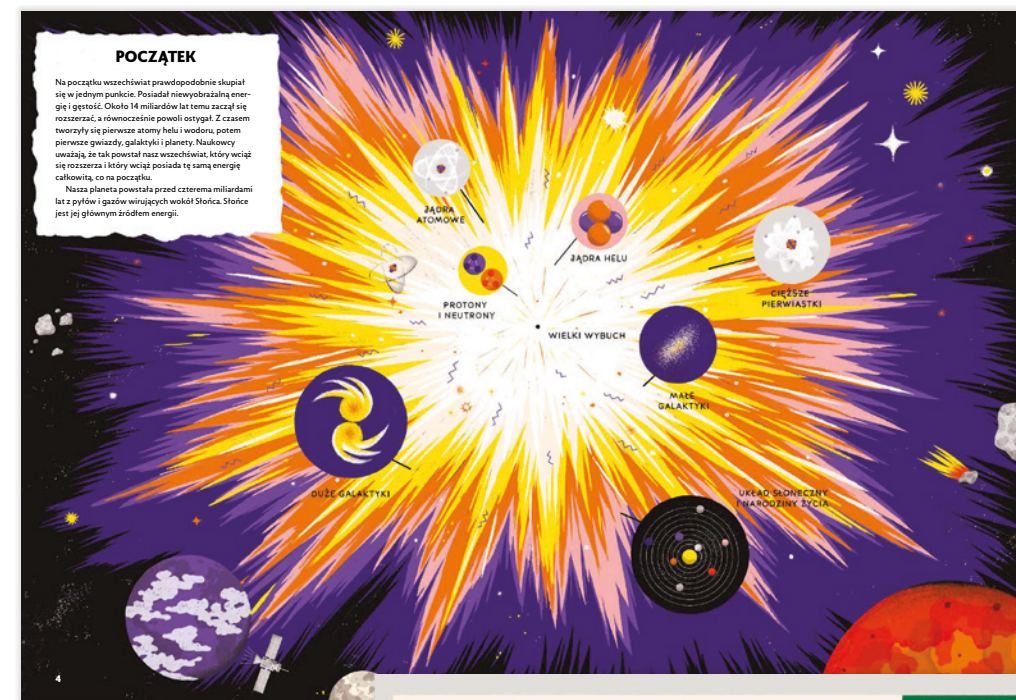 POCZĄTEK
Na początku wszechświat prawdopodobnie skupiał
się w jednym punkcie. Posiadał niewyobrażalną ener-
gię i gęstość. Około 14 miliardów lat temu zaczął się
rozszerzać, a równocześnie powoli ostygał. Z czasem
tworzyły się pierwsze atomy helu i wodoru, potem
pierwsze gwiazdy, galaktyki i planety. Naukowcy
uważają, że tak powstał nasz wszechświat, który wciąż
się rozszerza i który wciąż posiada tę samą energię
całkowitą, co na początku.
Nasza planeta powstała przed czterema miliardami
lat z pyłów i gazów wirujących wokół Słońca. Słońce
jest jej głównym źródłem energii.
JĄDRA
ATOMOWE
JĄDRA HELU
CIĘŻSZE
PIERWIASTKI
PROTONY
I NEUTRONY
WIELKI WYBUCH
MAŁE
GALAKTYKI
DUŻE GALAKTYKI
UKŁAD SŁONECZNY
I NARODZINY ŻYCIA
4